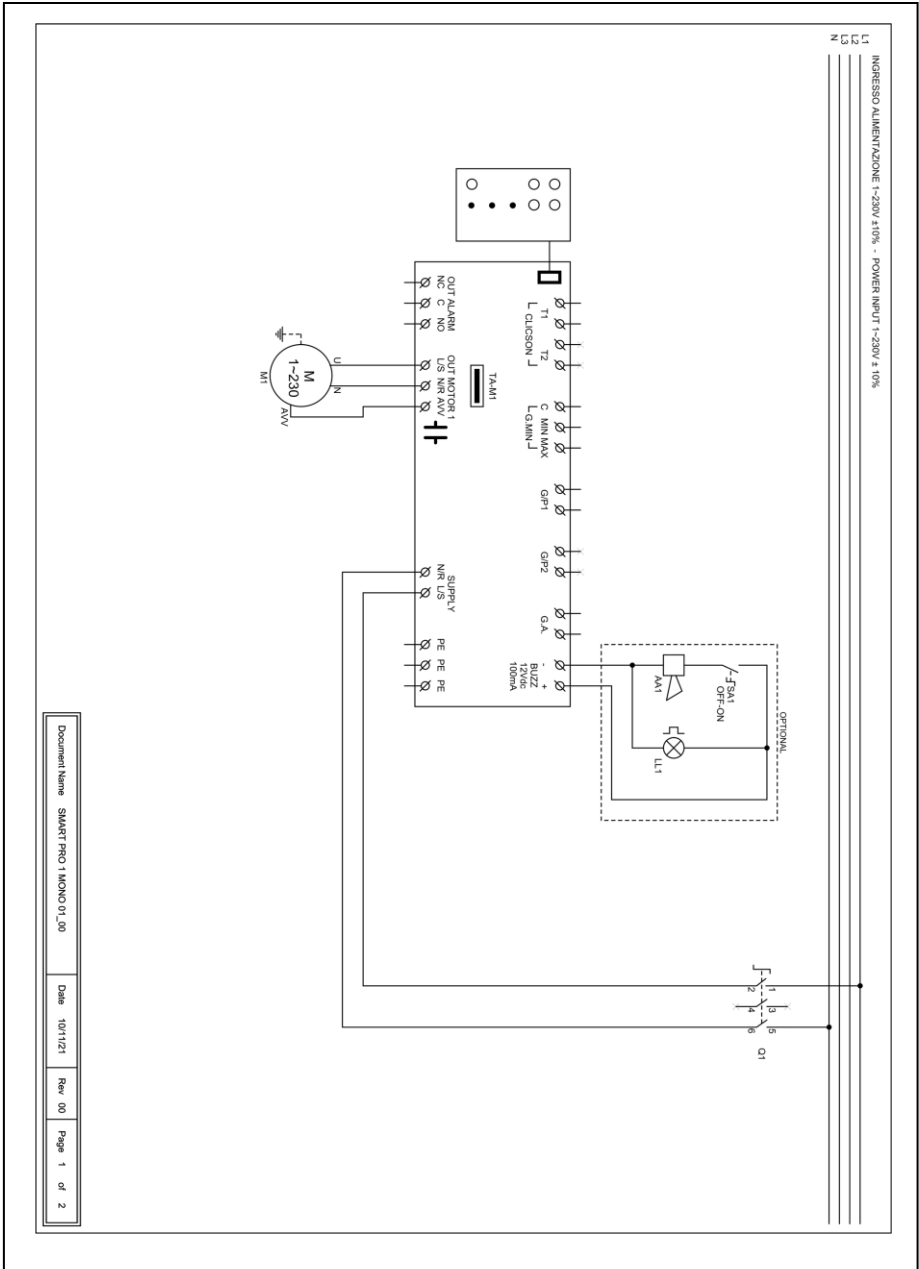 INGRESSO ALIMENTAZIONE 1~230V ±10% - POWER INPUT 1~230V ± 10%
L1
L2
L3
N
T1
T2
CLICSON
C MIN MAX
G.MIN
G/P1
G/P2
G.A.
- +
BUZZ
12Vdc
100mA
OPTIONAL
SA1
OFF-ON
AA1
LL1
TA-M1
OUT ALARM
NC C NO
OUT MOTOR 1
L/S N/R AVV
SUPPLY
N/R L/S
PE PE PE
U
N
AVV
M
1~230
M1
1 3 5
2 4 6
Q1
Document Name SMART PRO 1 MONO 01_00 Date 10/11/21 Rev 00 Page 1 of 2